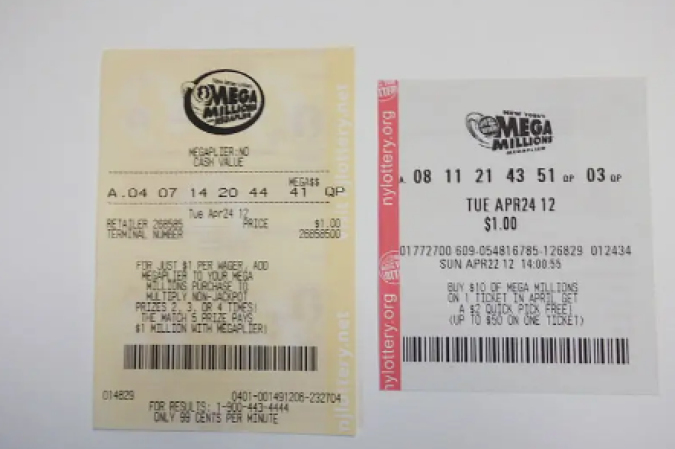 MEGA
MILLIONS
MEGAPLIER
MEGAPLIER:NO
CASH VALUE
MEGA$$
A.04 07 14 20 44 41 QP
Tue Apr24 12
RETAILER 268585 PRICE $1.00
TERMINAL NUMBER 26858500
FOR JUST $1 PER WAGER, ADD
MEGAPLIER TO YOUR MEGA
MILLIONS PURCHASE TO
MULTIPLY NON-JACKPOT
PRIZES 2, 3, OR 4 TIMES!
THE MATCH 5 PRIZE PAYS
$1 MILLION WITH MEGAPLIER!
014829 0401-001491206-232704
FOR RESULTS: 1-900-443-4444
ONLY 99 CENTS PER MINUTE
njlottery.net
NEW YORK'S
MEGA
MILLIONS
MEGAPLIER
A. 08 11 21 43 51 QP 03 QP
TUE APR24 12
$1.00
01772700 609-054816785-126829 012434
SUN APR22 12 14:00:55
BUY $10 OF MEGA MILLIONS
ON 1 TICKET IN APRIL GET
A $2 QUICK PICK FREE!
(UP TO $50 ON ONE TICKET)
nylottery.org
nylottery.org